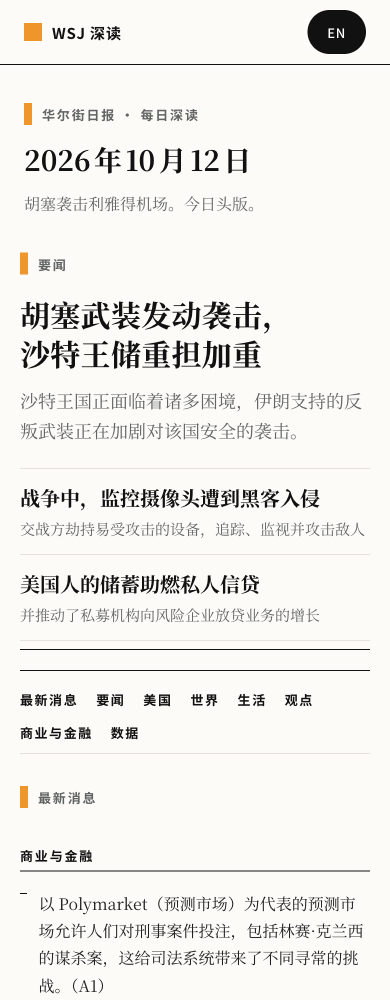 WSJ 深读
EN
华尔街日报 • 每日深读
2026年10月12日
胡塞袭击利雅得机场。今日头版。
要闻
胡塞武装发动袭击，
沙特王储重担加重
沙特王国正面临着诸多困境，伊朗支持的反
叛武装正在加剧对该国安全的袭击。
战争中，监控摄像头遭到黑客入侵
交战方劫持易受攻击的设备，追踪、监视并攻击敌人
美国人的储蓄助燃私人信贷
并推动了私募机构向风险企业放贷业务的增长
最新消息 要闻 美国 世界 生活 观点
商业与金融 数据
最新消息
商业与金融
以 Polymarket（预测市场）为代表的预测市
场允许人们对刑事案件投注，包括林赛·克兰西
的谋杀案，这给司法系统带来了不同寻常的挑
战。（A1）